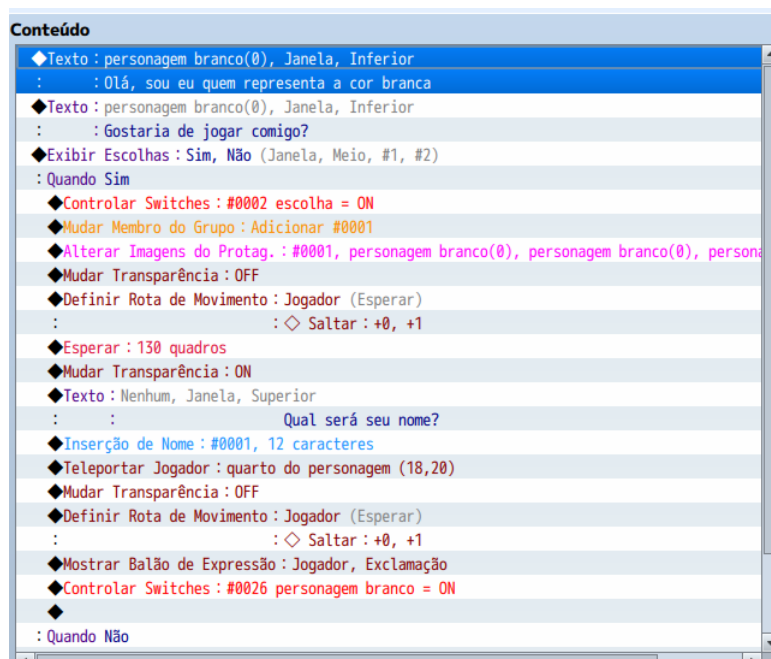 Conteúdo
◆Texto：personagem branco(0), Janela, Inferior
：　　：Olá, sou eu quem representa a cor branca
◆Texto：personagem branco(0), Janela, Inferior
：　　：Gostaria de jogar comigo?
◆Exibir Escolhas：Sim, Não (Janela, Meio, #1, #2)
：Quando Sim
◆Controlar Switches：#0002 escolha = ON
◆Mudar Membro do Grupo：Adicionar #0001
◆Alterar Imagens do Protag.：#0001, personagem branco(0), personagem branco(0), persona
◆Mudar Transparência：OFF
◆Definir Rota de Movimento：Jogador (Esperar)
：　　：◇ Saltar：+0, +1
◆Esperar：130 quadros
◆Mudar Transparência：ON
◆Texto：Nenhum, Janela, Superior
：　　：Qual será seu nome?
◆Inserção de Nome：#0001, 12 caracteres
◆Teleportar Jogador：quarto do personagem (18,20)
◆Mudar Transparência：OFF
◆Definir Rota de Movimento：Jogador (Esperar)
：　　：◇ Saltar：+0, +1
◆Mostrar Balão de Expressão：Jogador, Exclamação
◆Controlar Switches：#0026 personagem branco = ON
◆
：Quando Não